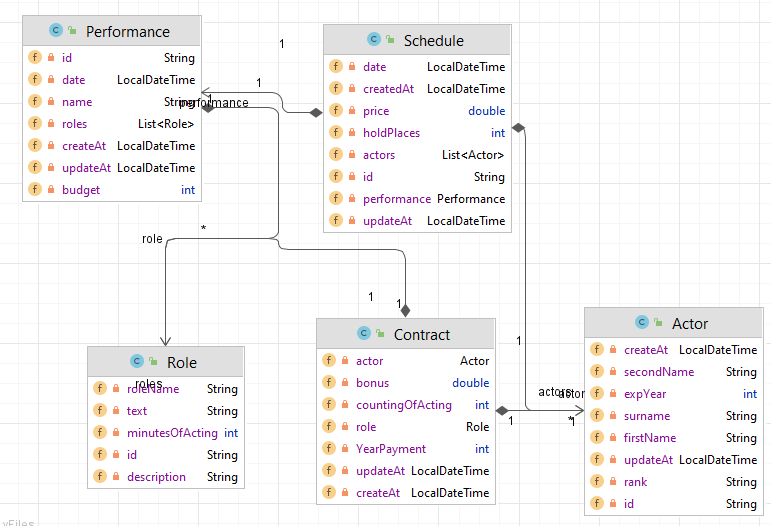 Performance
id String
date LocalDateTime
name String
roles List<Role>
createAt LocalDateTime
updateAt LocalDateTime
budget int
Schedule
date LocalDateTime
createdAt LocalDateTime
price double
holdPlaces int
actors List<Actor>
id String
performance Performance
updateAt LocalDateTime
1
1
1
performance
role
*
1
1
Role
roleName String
roles
text String
minutesOfActing int
id String
description String
Contract
actor Actor
bonus double
countingOfActing int
role Role
YearPayment int
updateAt LocalDateTime
createAt LocalDateTime
1
actors
actor
1
*
1
Actor
createAt LocalDateTime
secondName String
expYear int
surname String
firstName String
updateAt LocalDateTime
rank String
id String
yFiles